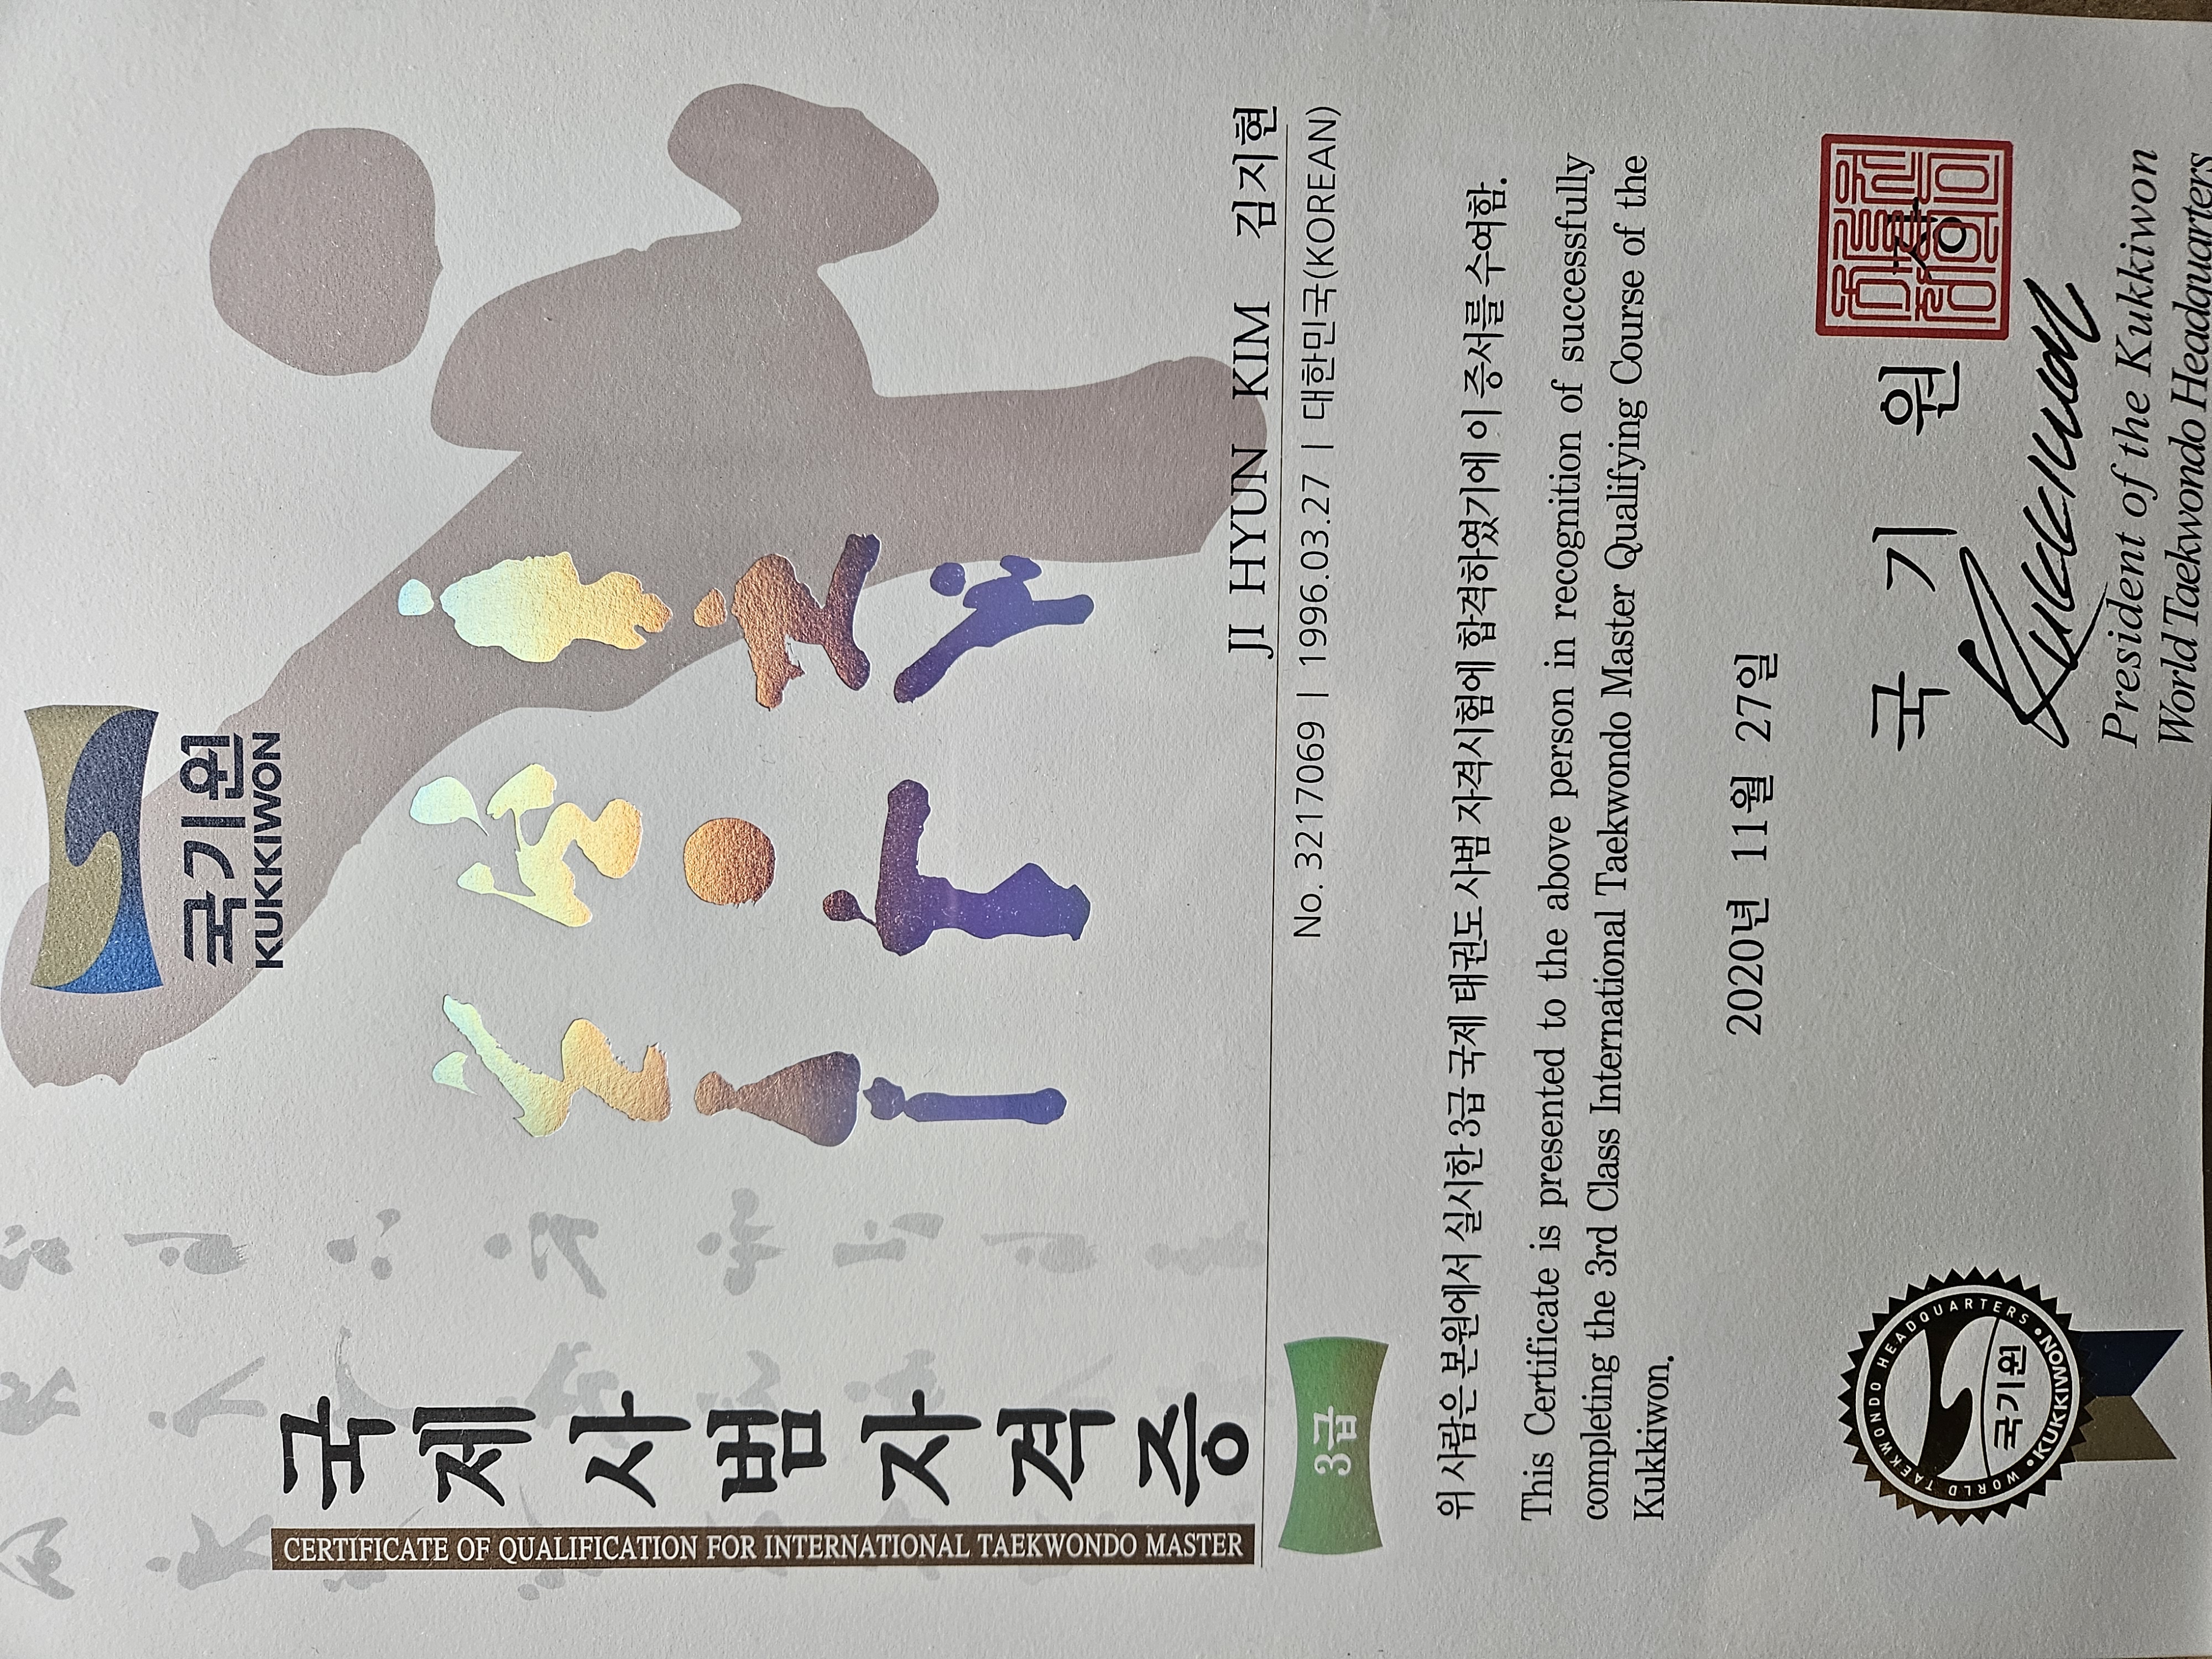 국기원
KUKKIWON
국제사범자격증
CERTIFICATE OF QUALIFICATION FOR INTERNATIONAL TAEKWONDO MASTER
3급
JI HYUN KIM 김지현
No. 3217069 | 1996.03.27 | 대한민국(KOREAN)
위 사람은 본원에서 실시한 3급 국제 태권도 사범 자격시험에 합격하였기에 이 증서를 수여함.
This Certificate is presented to the above person in recognition of successfully
completing the 3rd Class International Taekwondo Master Qualifying Course of the
Kukkiwon.
2020년 11월 27일
국 기 원 장
Kukkiwon
President of the Kukkiwon
World Taekwondo Headquarters
WORLD TAEKWONDO HEADQUARTERS • KUKKIWON •
국기원